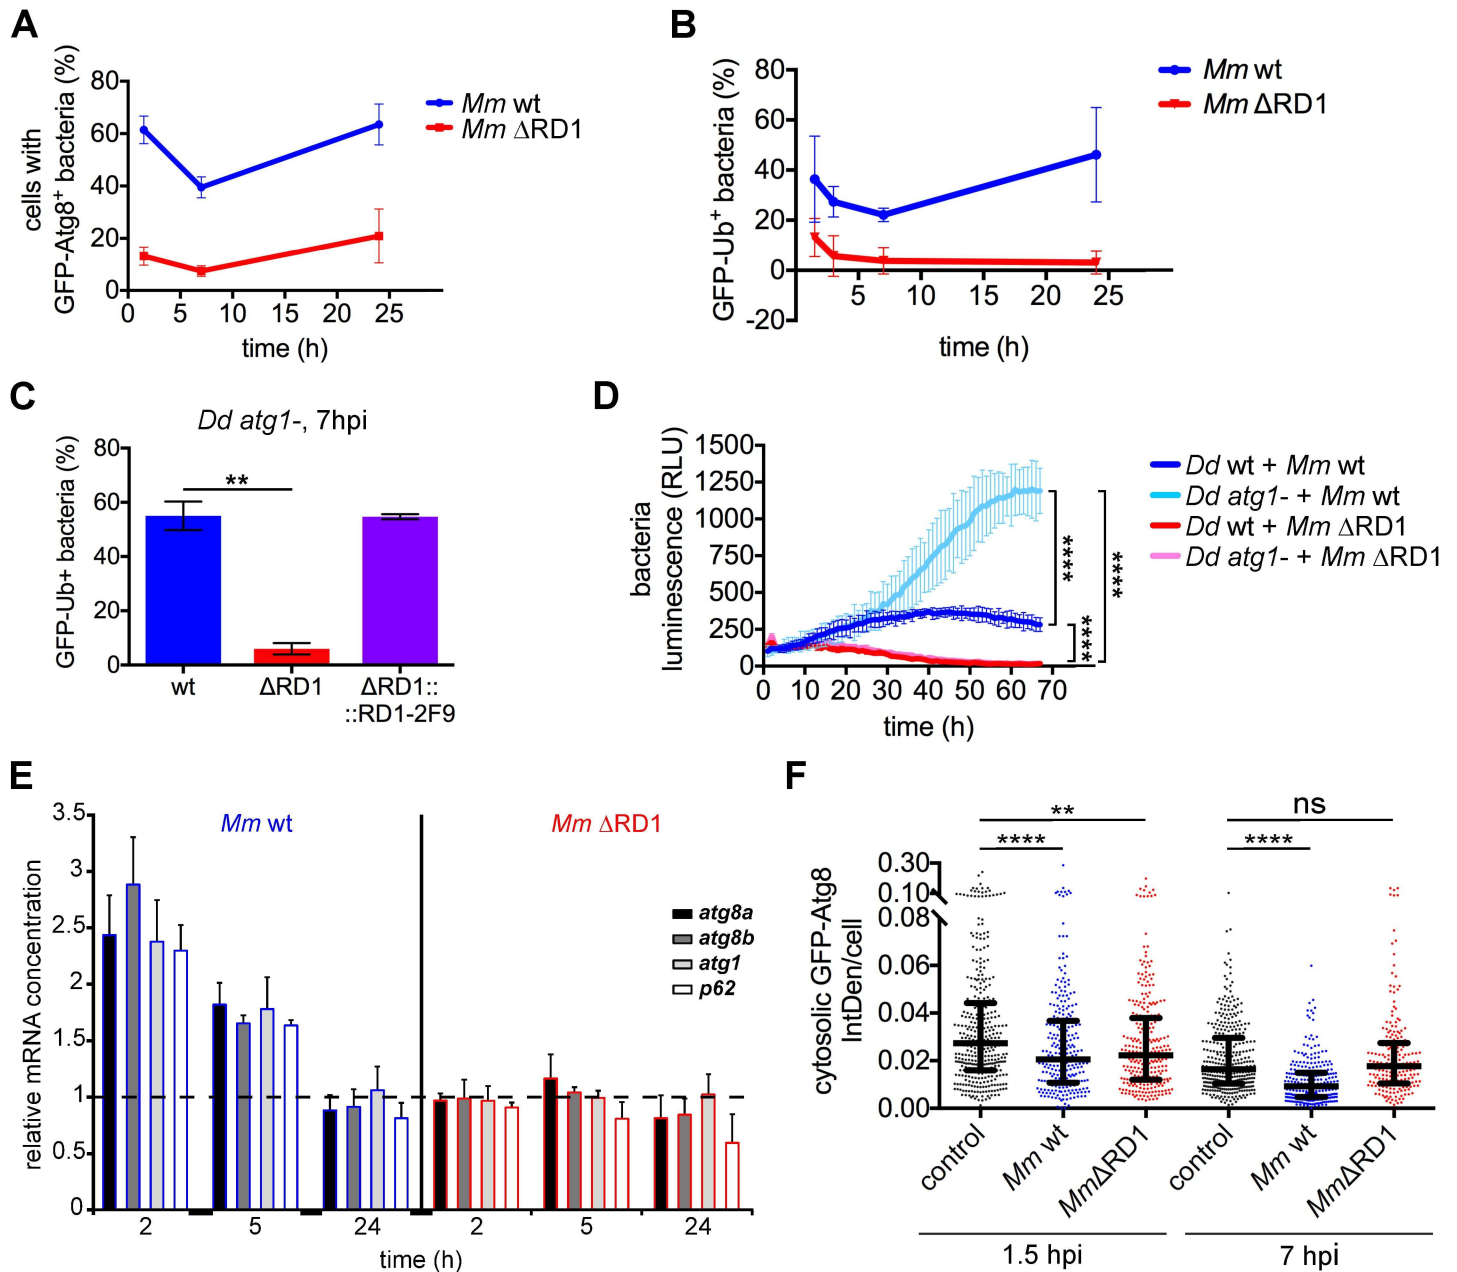 A
cells with
GFP-Atg8+ bacteria (%)
80
60
40
20
0
0 5 10 15 20 25
time (h)
Mm wt
Mm ΔRD1
B
GFP-Ub+ bacteria (%)
80
60
40
20
0
-20
5 10 15 20 25
time (h)
Mm wt
Mm ΔRD1
C
Dd atg1-, 7hpi
GFP-Ub+ bacteria (%)
80
60
40
20
0
**
wt ΔRD1 ΔRD1::
::RD1-2F9
D
bacteria
luminescence (RLU)
1500
1250
1000
750
500
250
0
0 10 20 30 40 50 60 70
time (h)
****
****
****
Dd wt + Mm wt
Dd atg1- + Mm wt
Dd wt + Mm ΔRD1
Dd atg1- + Mm ΔRD1
E
relative mRNA concentration
3.5
3
2.5
2
1.5
1
0.5
0
Mm wt
Mm ΔRD1
atg8a
atg8b
atg1
p62
2 5 24 2 5 24
time (h)
F
cytosolic GFP-Atg8
IntDen/cell
0.30
0.10
0.08
0.06
0.04
0.02
0.00
**
****
ns
****
control Mm wt MmΔRD1 control Mm wt MmΔRD1
1.5 hpi 7 hpi